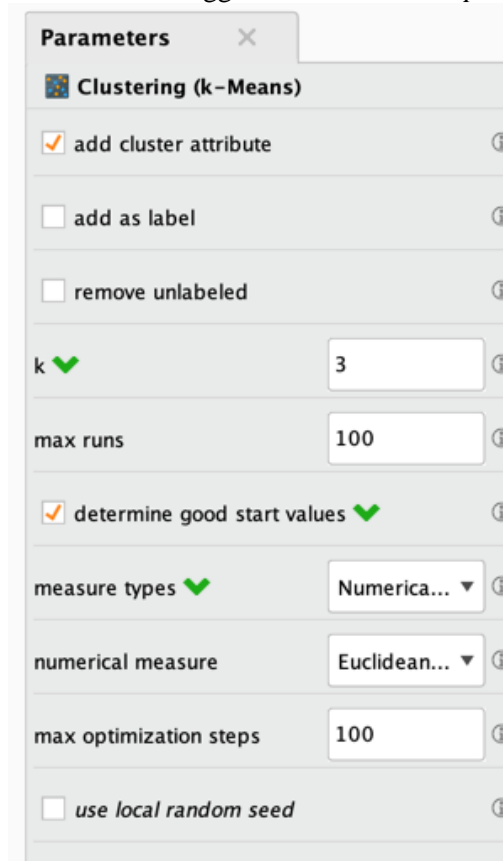 Parameters
Clustering (k-Means)
add cluster attribute
add as label
remove unlabeled
k 3
max runs 100
determine good start values
measure types Numerica...
numerical measure Euclidean...
max optimization steps 100
use local random seed